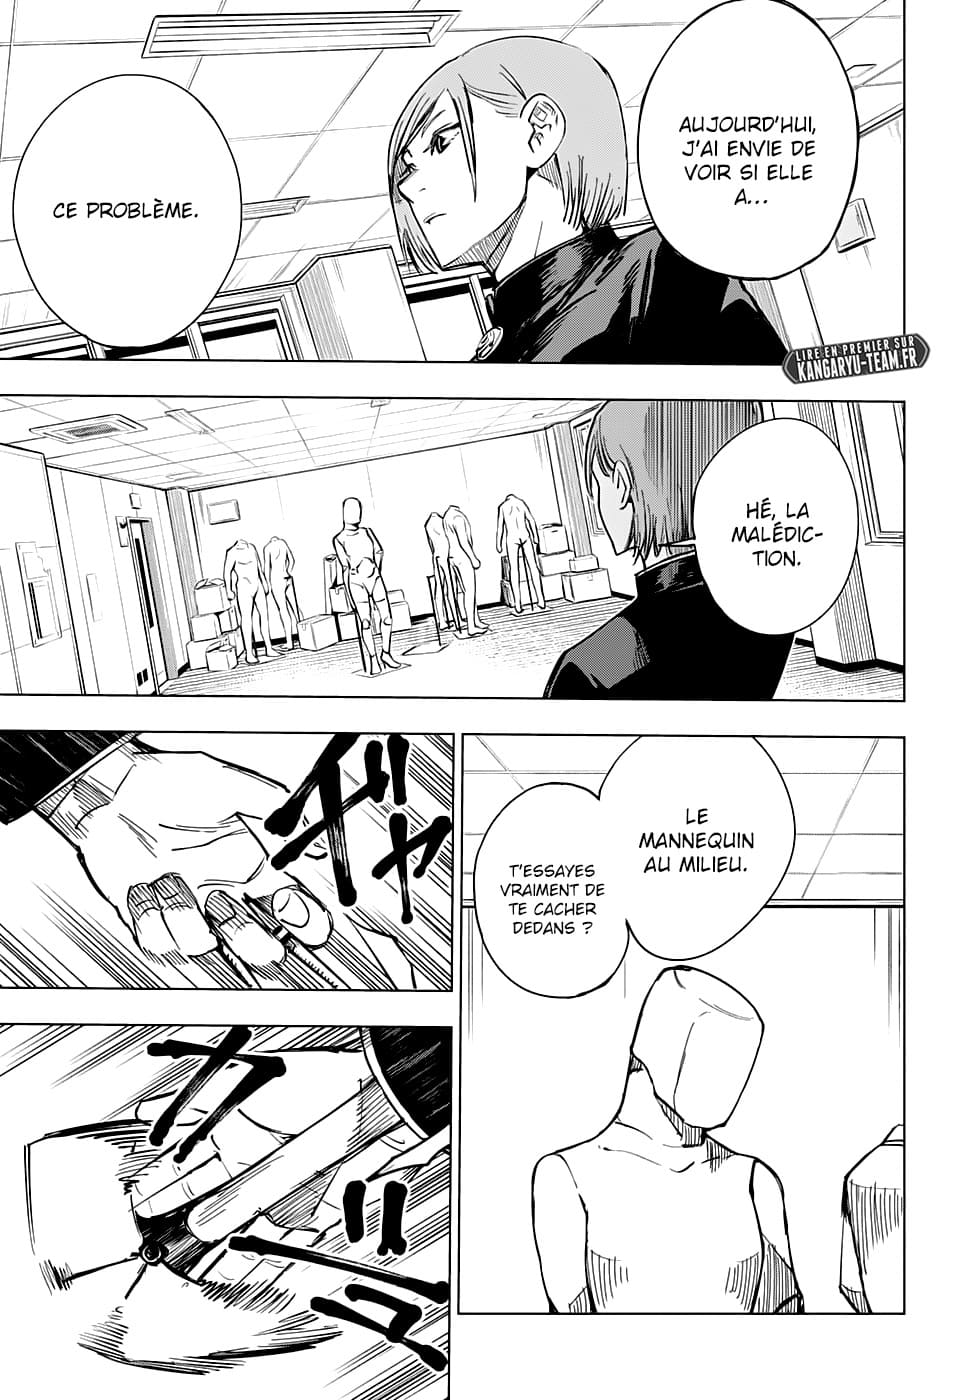 AUJOURD'HUI,
J'AI ENVIE DE
VOIR SI ELLE
A...
CE PROBLÈME.
LIRE EN PREMIER SUR
KANGARYU-TEAM.FR
HÉ, LA
MALÉDIC-
TION.
LE
MANNEQUIN
AU MILIEU.
T'ESSAYES
VRAIMENT DE
TE CACHER
DEDANS ?